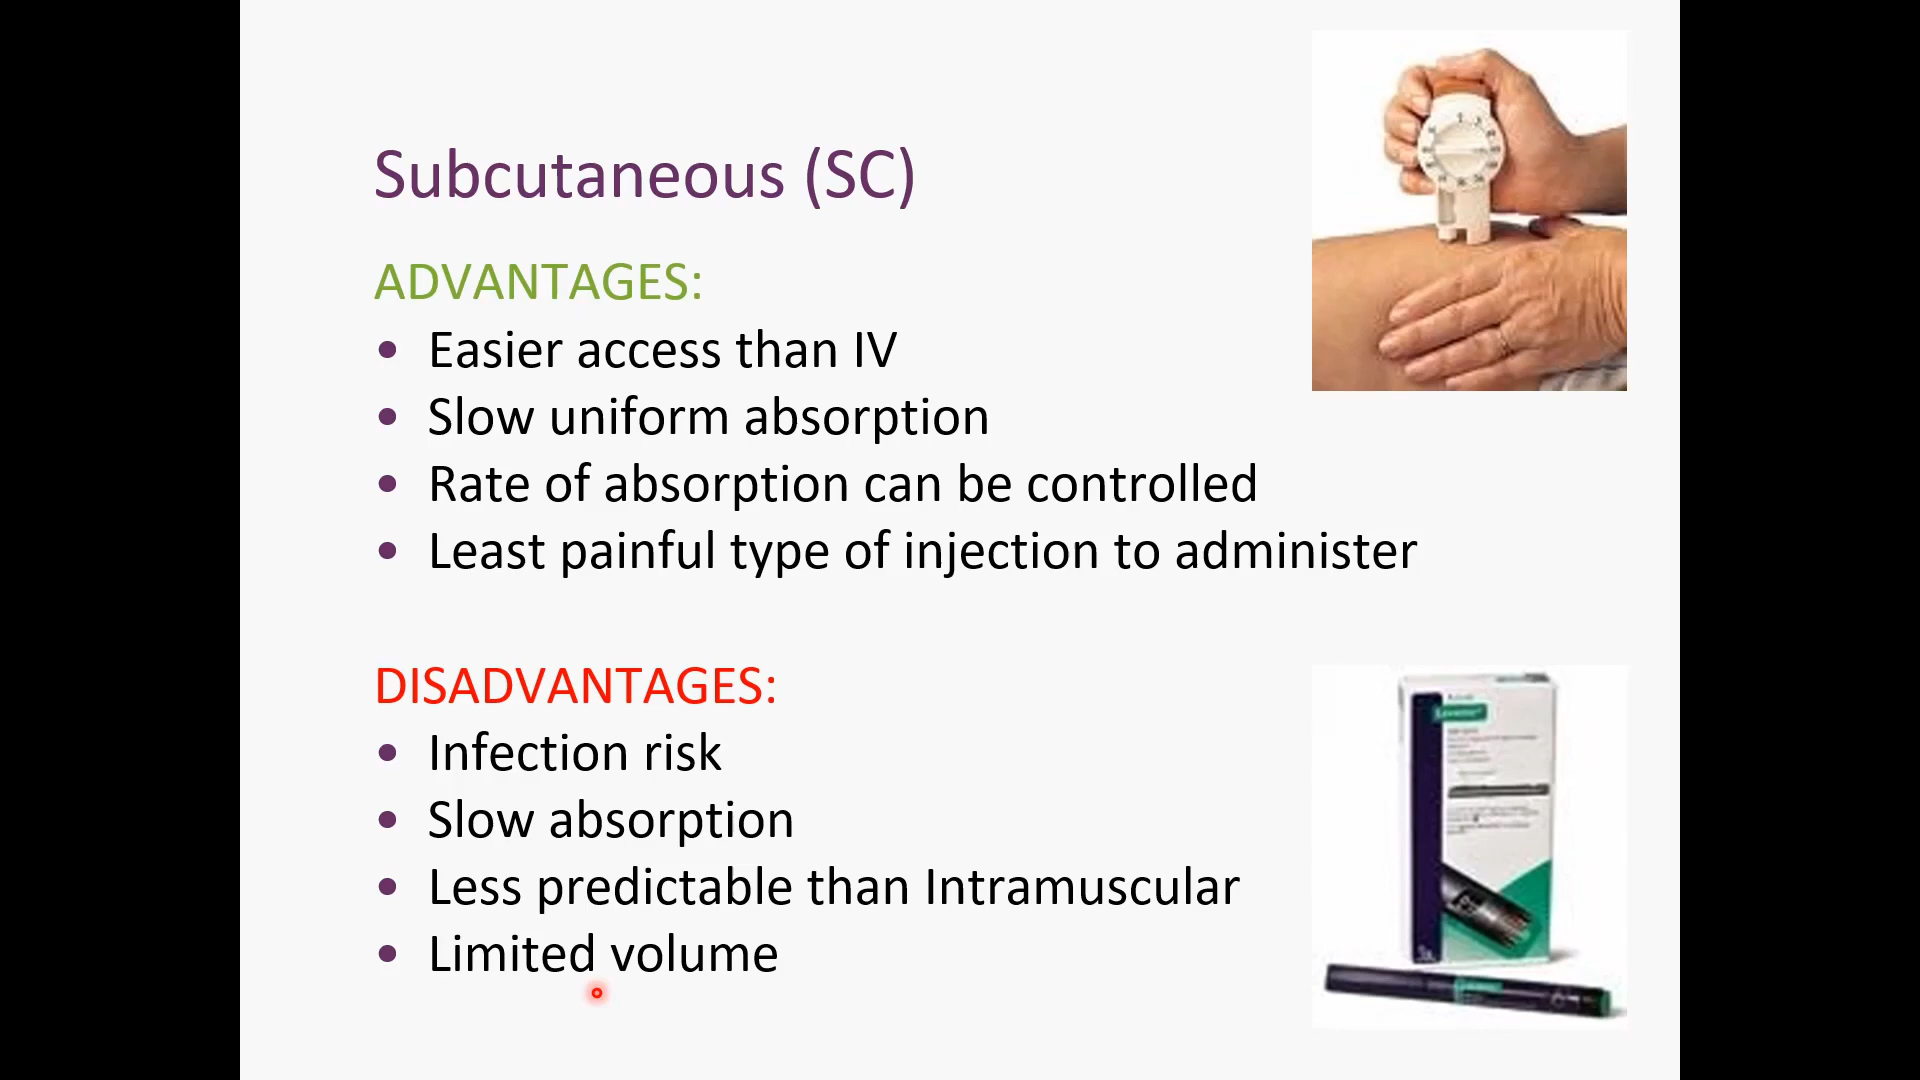 Subcutaneous (SC)
ADVANTAGES:
• Easier access than IV
• Slow uniform absorption
• Rate of absorption can be controlled
• Least painful type of injection to administer
DISADVANTAGES:
• Infection risk
• Slow absorption
• Less predictable than Intramuscular
• Limited volume